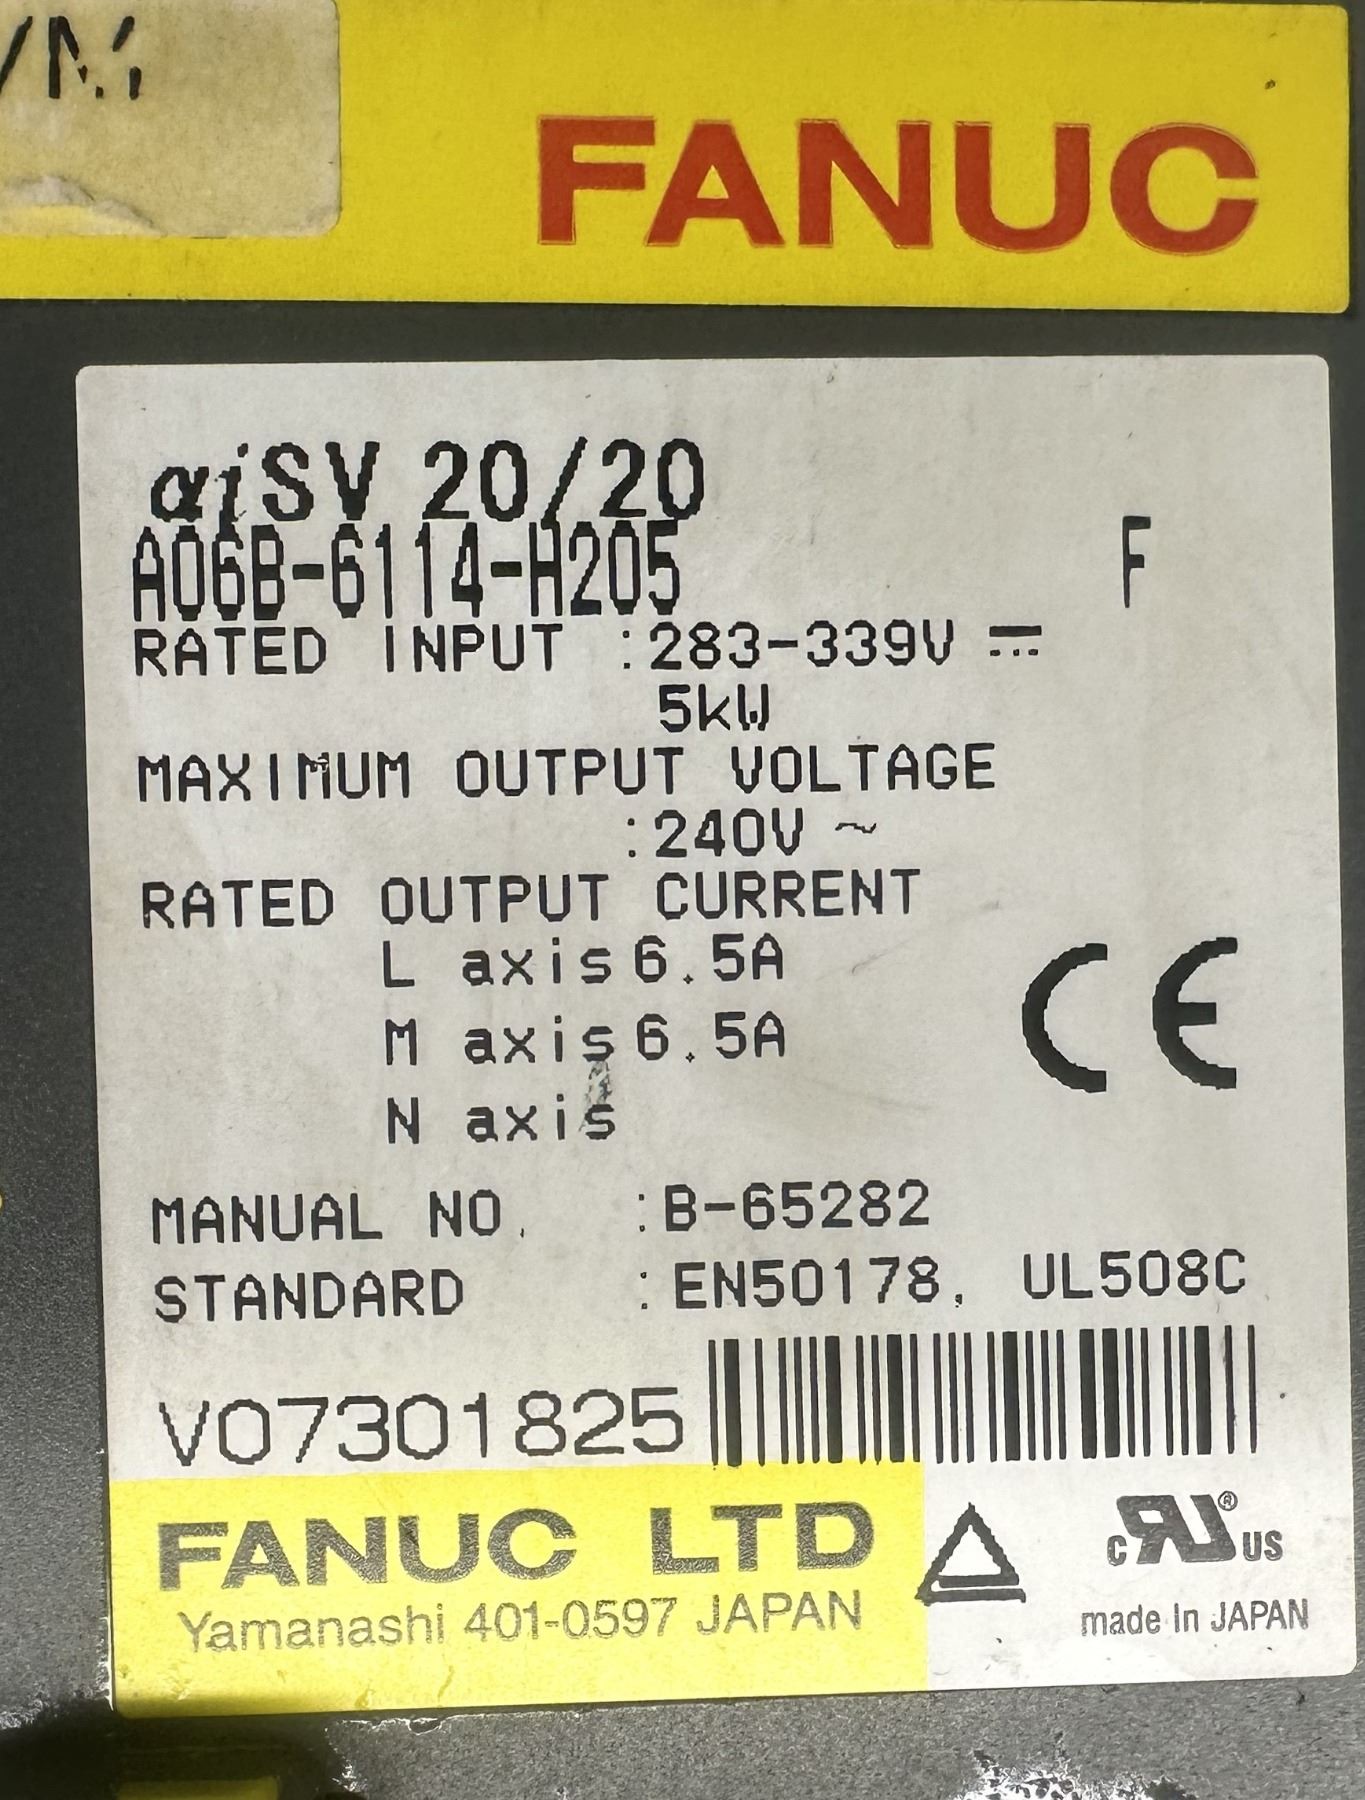 /M
FANUC
αiSV 20/20
A06B-6114-H205 F
RATED INPUT :283-339V ⎓
5kW
MAXIMUM OUTPUT VOLTAGE
:240V ~
RATED OUTPUT CURRENT
L axis 6.5A
M axis 6.5A
N axis
CE
MANUAL NO. :B-65282
STANDARD :EN50178, UL508C
V07301825
FANUC LTD
Yamanashi 401-0597 JAPAN
c RU ® US
made In JAPAN